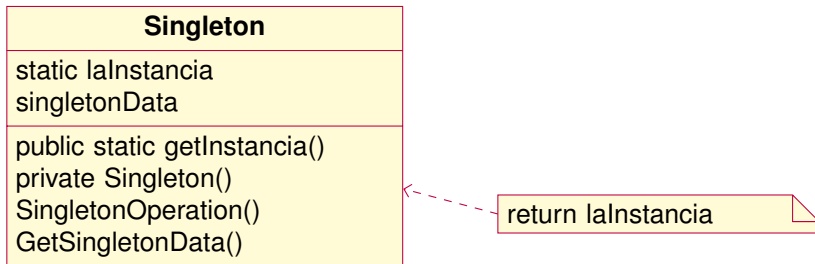 Singleton
static laInstancia
singletonData
public static getInstancia()
private Singleton()
SingletonOperation()
GetSingletonData()
return laInstancia